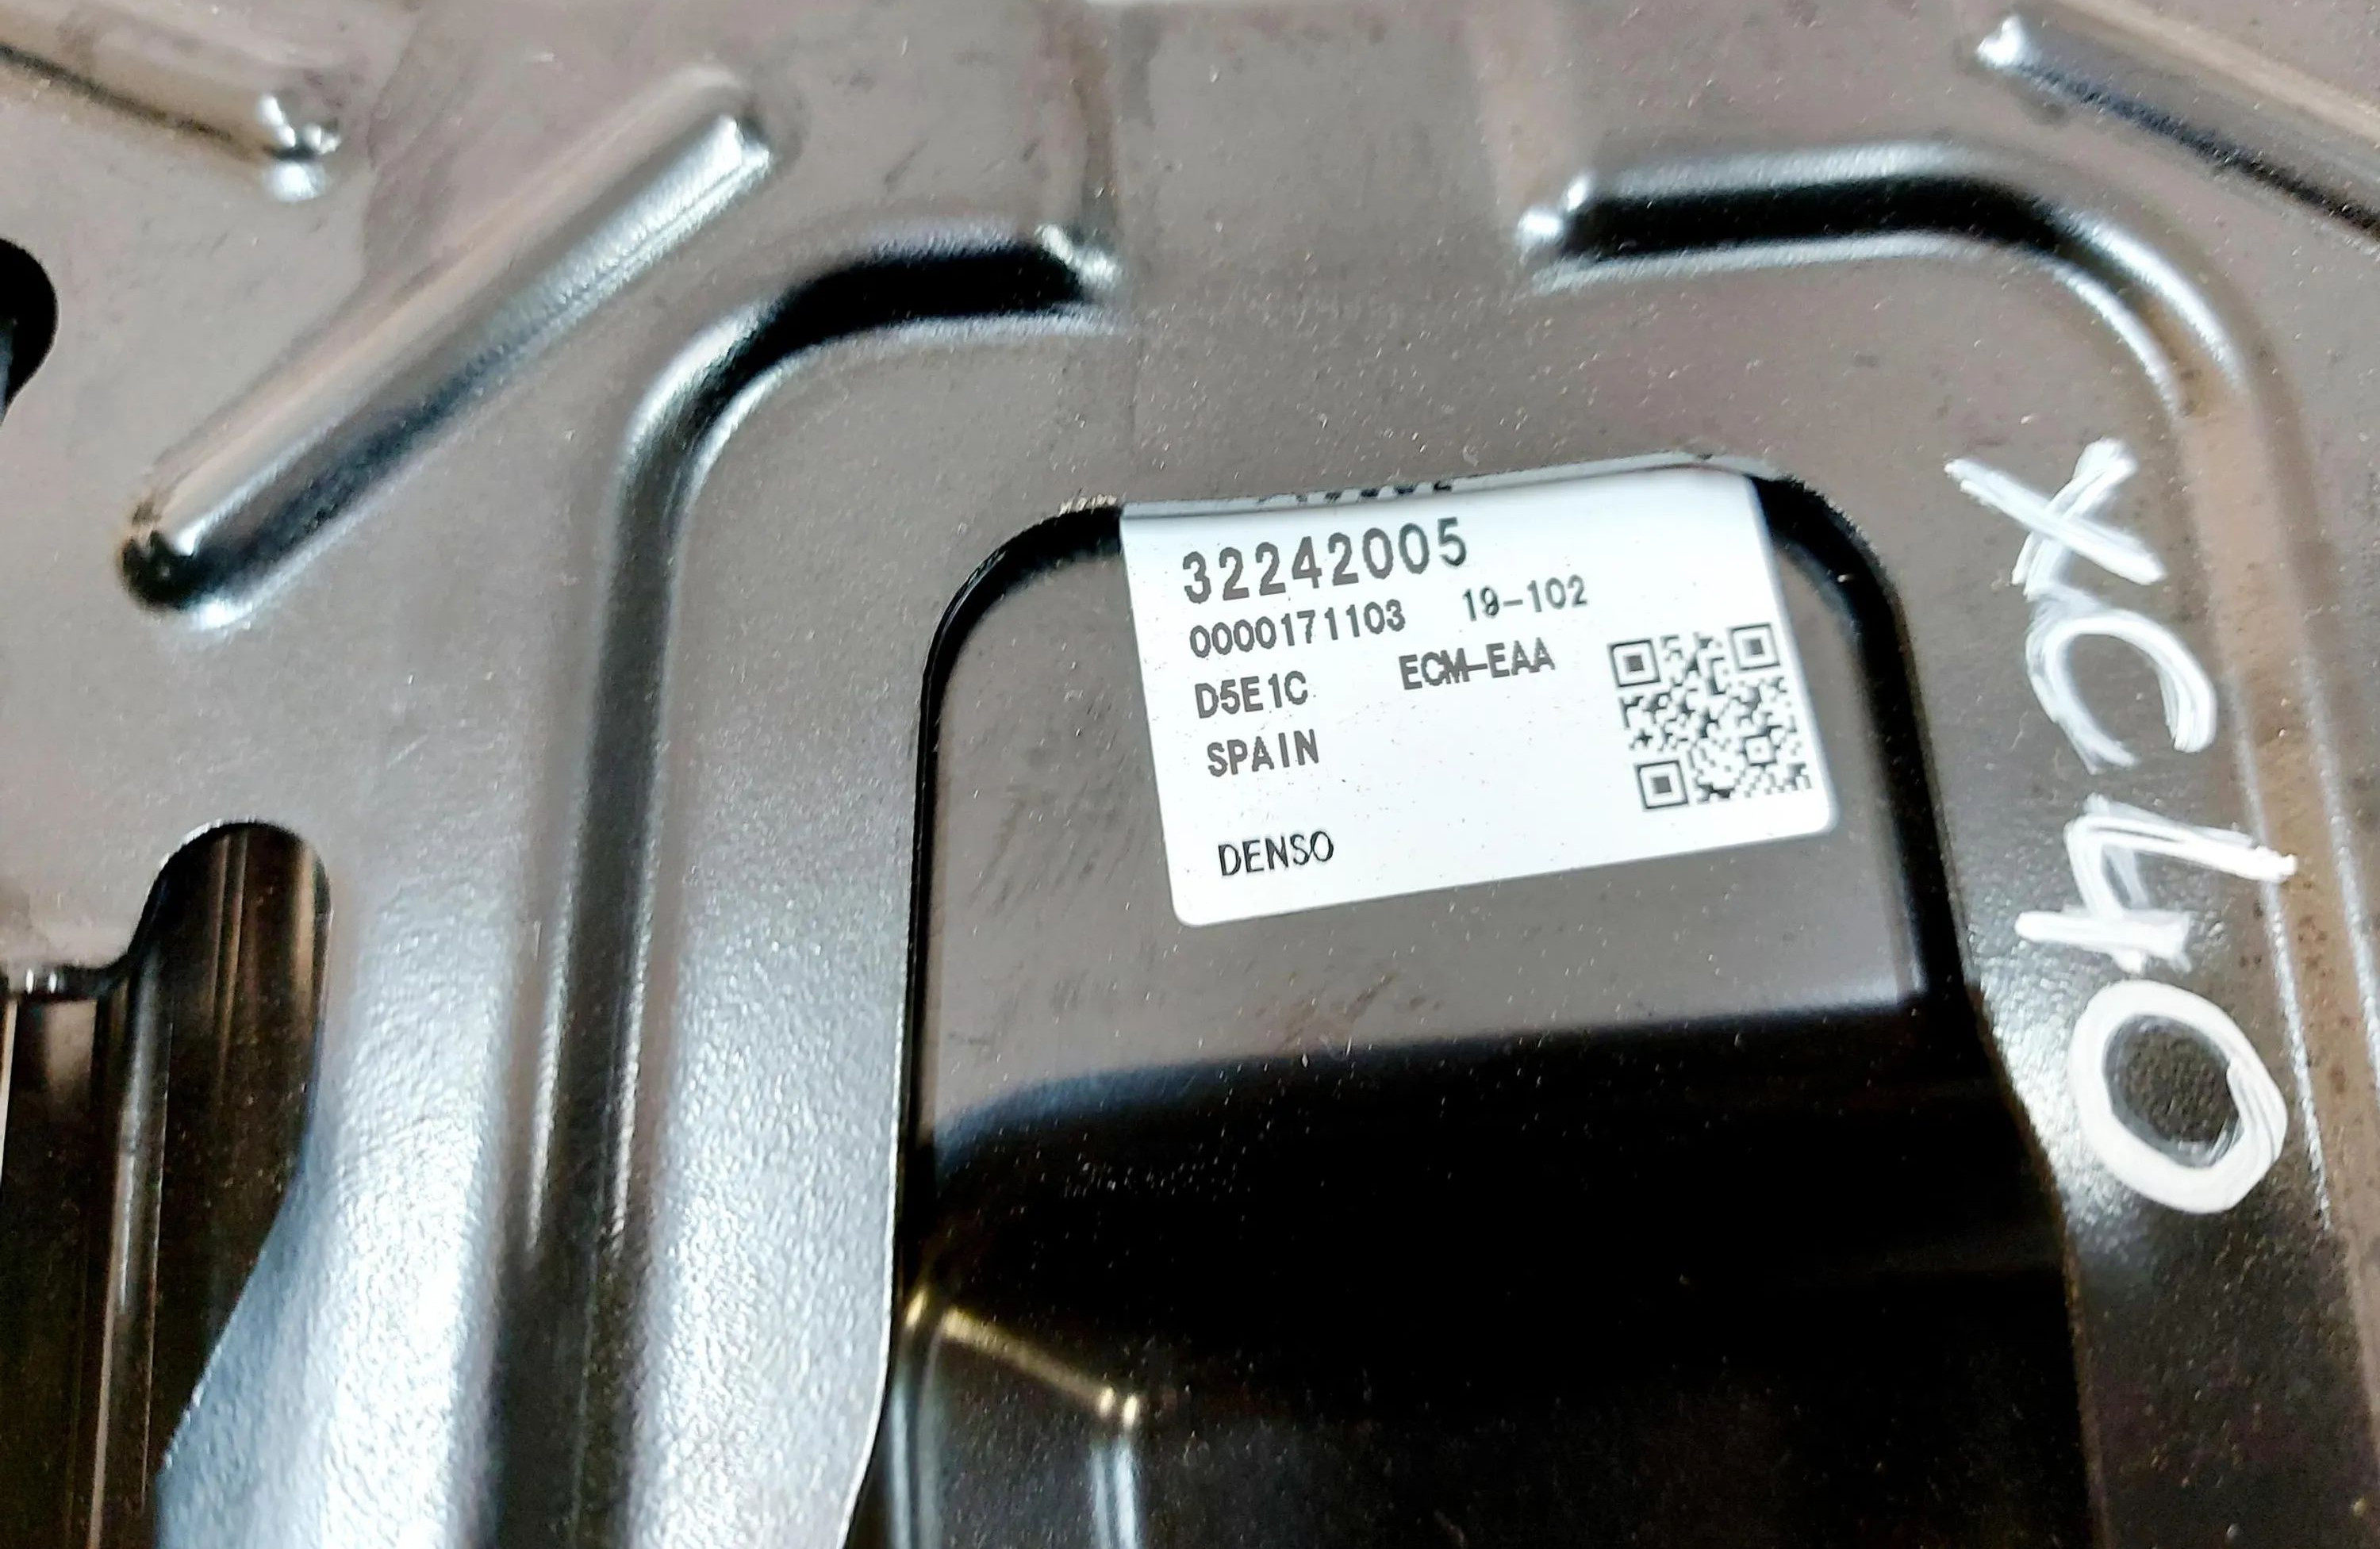 32242005
0000171103 19-102
D5E1C ECM-EAA
SPAIN
DENSO
XC40